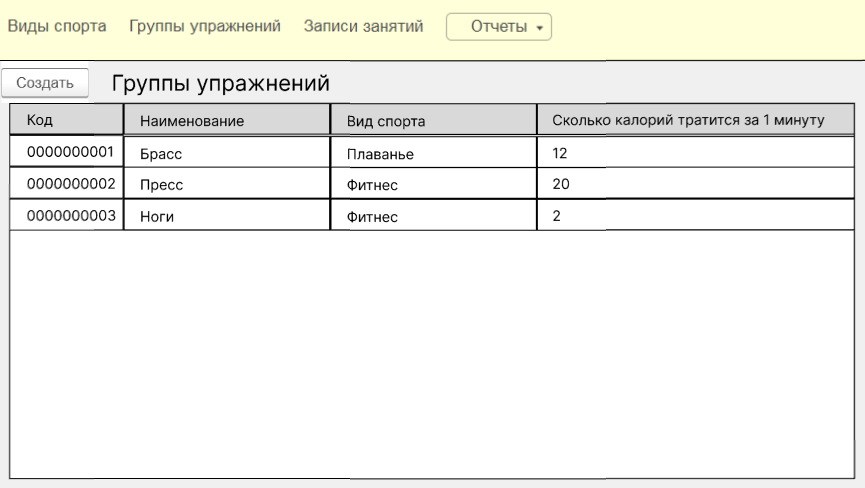 Виды спорта Группы упражнений Записи занятий Отчеты
Создать Группы упражнений
Код Наименование Вид спорта Сколько калорий тратится за 1 минуту
0000000001 Брасс Плаванье 12
0000000002 Пресс Фитнес 20
0000000003 Ноги Фитнес 2